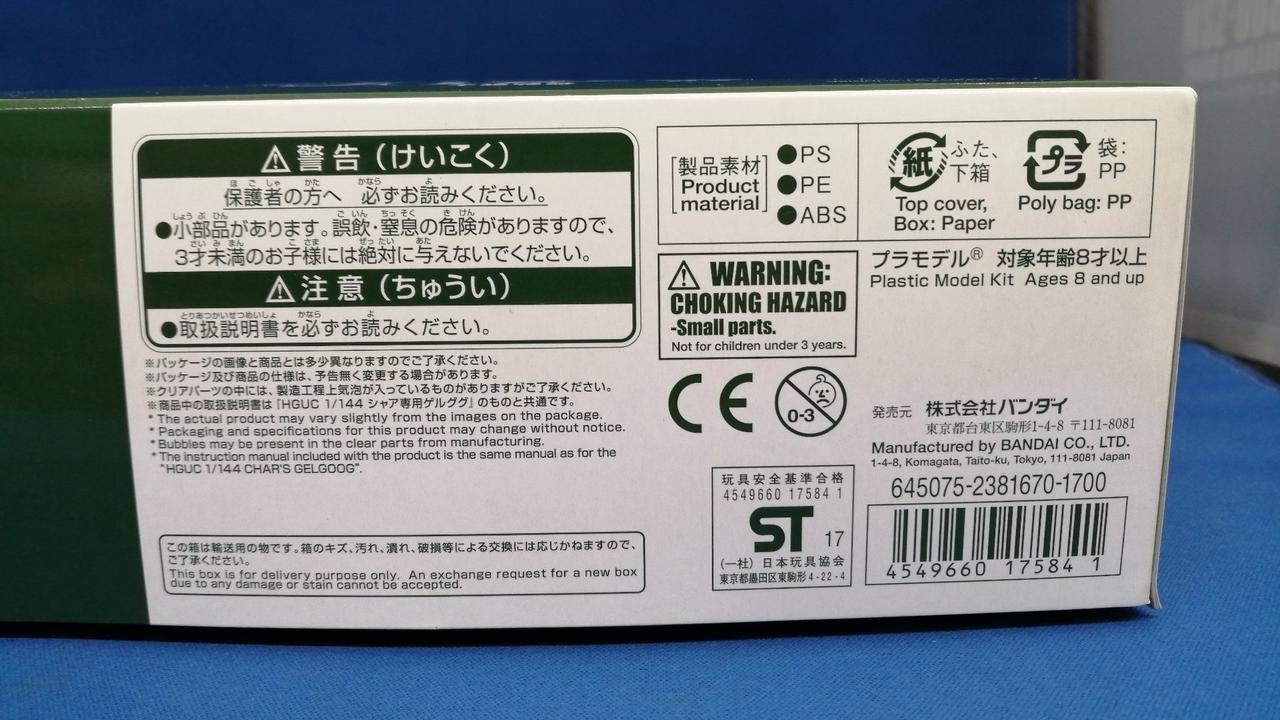 ⚠警告（けいこく）
保護者の方へ 必ずお読みください。
●小部品があります。誤飲・窒息の危険がありますので、
3才未満のお子様には絶対に与えないでください。
⚠注意（ちゅうい）
●取扱説明書を必ずお読みください。
※パッケージの画像と商品とは多少異なりますのでご了承ください。
※パッケージ及び商品の仕様は、予告無く変更する場合があります。
※クリアパーツの中には、製造工程上気泡が入っているものがありますがご了承ください。
※商品中の取扱説明書は「HGUC 1/144 シャア専用ゲルググ」のものと共通です。
* The actual product may vary slightly from the images on the package.
* Packaging and specifications for this product may change without notice.
* Bubbles may be present in the clear parts from manufacturing.
* The instruction manual included with the product is the same manual as for the
"HGUC 1/144 CHAR'S GELGOOG".
この箱は輸送用の物です。箱のキズ、汚れ、潰れ、破損等による交換には応じかねますので、
ご了承ください。
This box is for delivery purpose only. An exchange request for a new box
due to any damage or stain cannot be accepted.
[製品素材]
Product
material
●PS
●PE
●ABS
紙
ふた、
下箱
Top cover,
Box: Paper
プラ
袋：
PP
Poly bag: PP
⚠WARNING:
CHOKING HAZARD
-Small parts.
Not for children under 3 years.
プラモデル® 対象年齢8才以上
Plastic Model Kit Ages 8 and up
CE
0-3
発売元 株式会社バンダイ
東京都台東区駒形1-4-8 〒111-8081
Manufactured by BANDAI CO., LTD.
1-4-8, Komagata, Taito-ku, Tokyo, 111-8081 Japan
645075-2381670-1700
玩具安全基準合格
4549660 17584 1
ST 17
(一社) 日本玩具協会
東京都墨田区東駒形4-22-4
4549660 175841